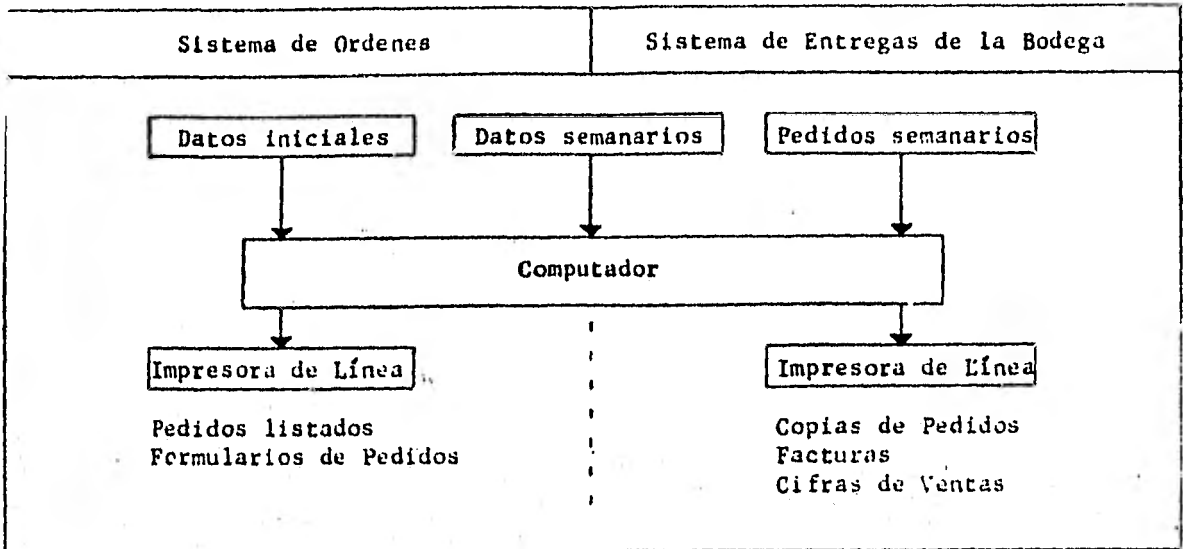 Sistema de Ordenes
Sistema de Entregas de la Bodega
Datos iniciales
Datos semanarios
Pedidos semanarios
Computador
Impresora de Línea
Impresora de Línea
Pedidos listados
Formularios de Pedidos
Copias de Pedidos
Facturas
Cifras de Ventas